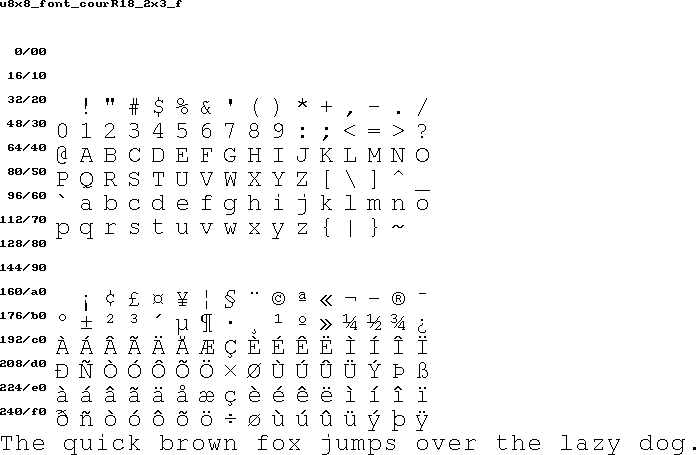 u8x8_font_courR18_2x3_f
0/00
16/10
32/20 ! " # $ % & ' ( ) * + , - . /
48/30 0 1 2 3 4 5 6 7 8 9 : ; < = > ?
64/40 @ A B C D E F G H I J K L M N O
80/50 P Q R S T U V W X Y Z [ \ ] ^ _
96/60 ` a b c d e f g h i j k l m n o
112/70 p q r s t u v w x y z { | } ~
128/80
144/90
160/a0 ¡ ¢ £ ¤ ¥ ¦ § ¨ © ª « ¬ - ® ¯
176/b0 ° ± ² ³ ´ µ ¶ · ¸ ¹ º » ¼ ½ ¾ ¿
192/c0 À Á Â Ã Ä Å Æ Ç È É Ê Ë Ì Í Î Ï
208/d0 Ð Ñ Ò Ó Ô Õ Ö × Ø Ù Ú Û Ü Ý Þ ß
224/e0 à á â ã ä å æ ç è é ê ë ì í î ï
240/f0 ð ñ ò ó ô õ ö ÷ ø ù ú û ü ý þ ÿ
The quick brown fox jumps over the lazy dog.